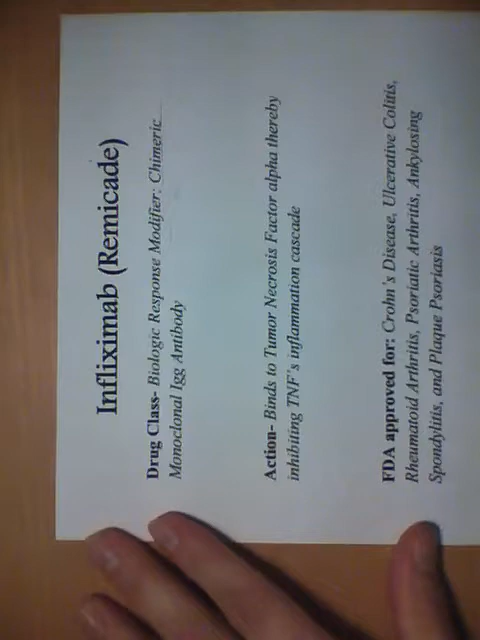 Infliximab (Remicade)
Drug Class- Biologic Response Modifier: Chimeric
Monoclonal Igg Antibody
Action- Binds to Tumor Necrosis Factor alpha thereby
inhibiting TNF's inflammation cascade
FDA approved for: Crohn's Disease, Ulcerative Colitis,
Rheumatoid Arthritis, Psoriatic Arthritis, Ankylosing
Spondylitis, and Plaque Psoriasis